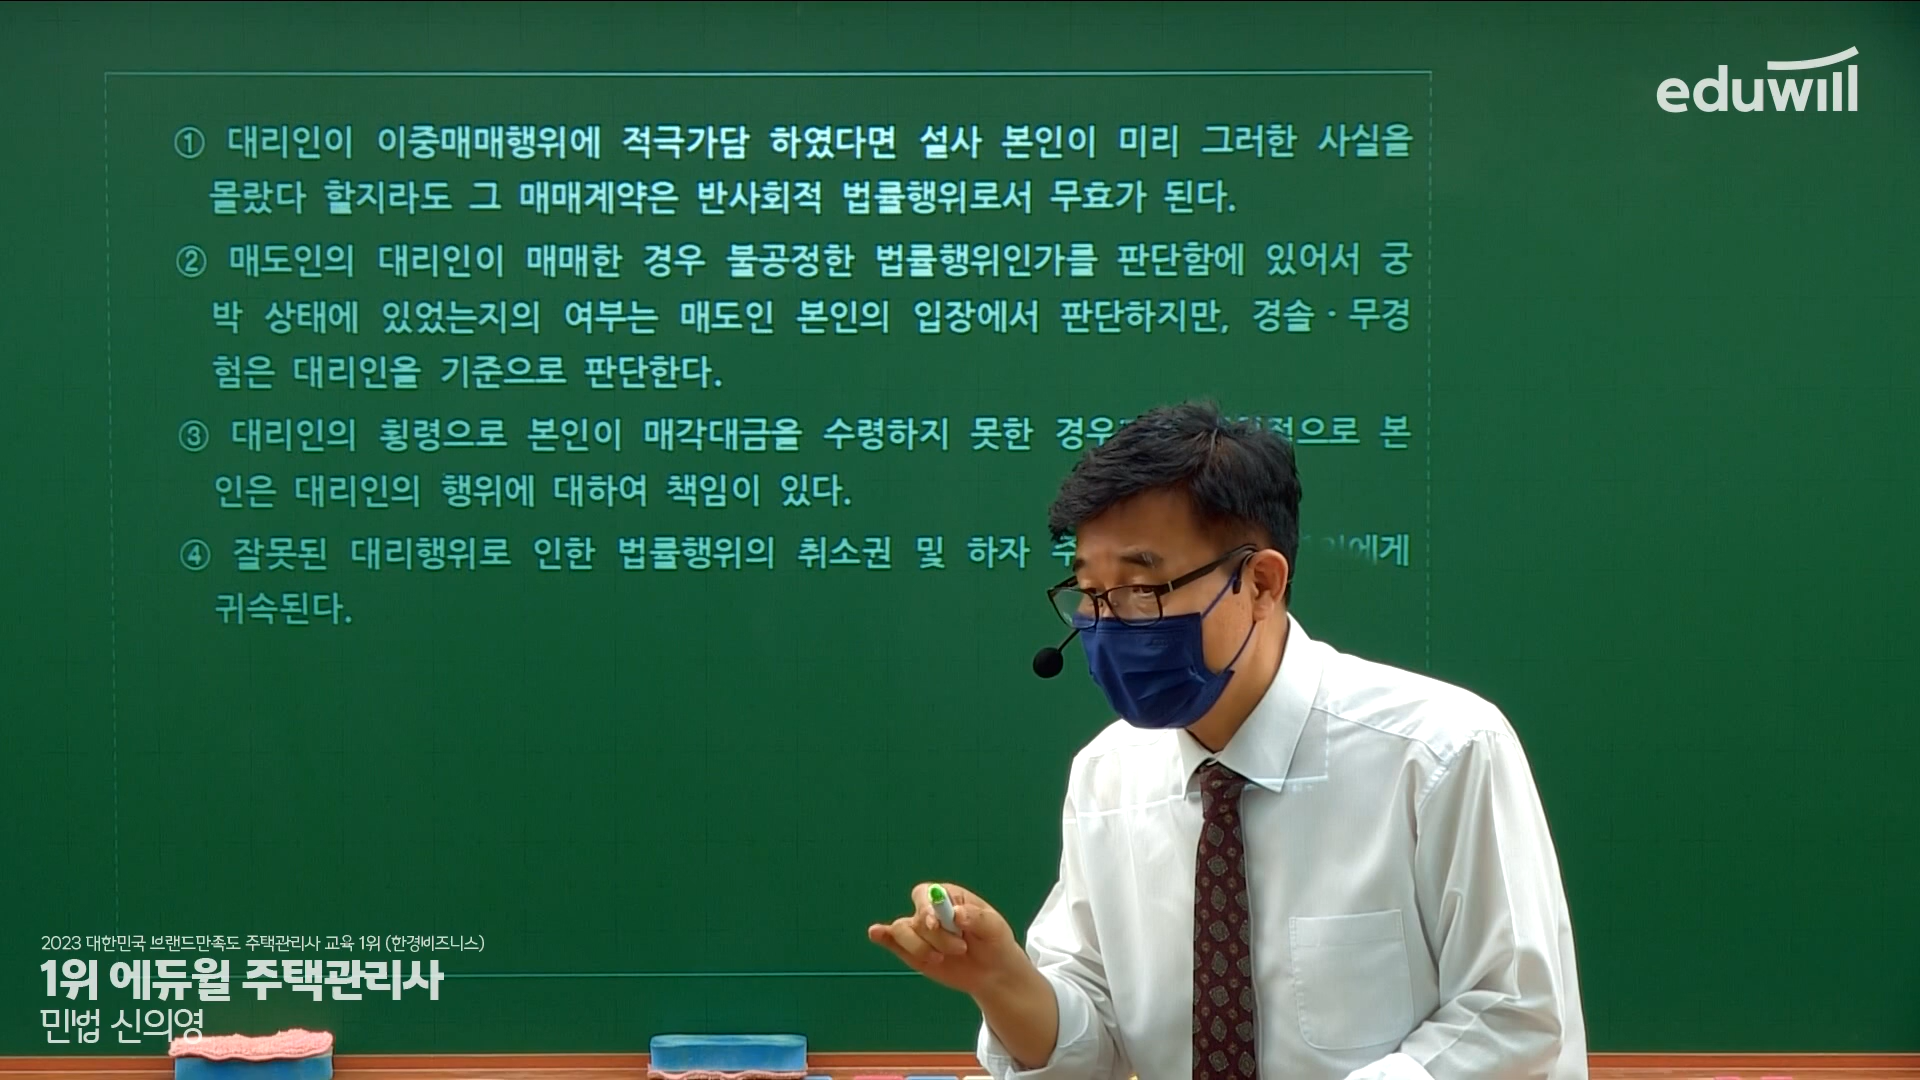 eduwill
① 대리인이 이중매매행위에 적극가담 하였다면 설사 본인이 미리 그러한 사실을
몰랐다 할지라도 그 매매계약은 반사회적 법률행위로서 무효가 된다.
② 매도인의 대리인이 매매한 경우 불공정한 법률행위인가를 판단함에 있어서 궁
박 상태에 있었는지의 여부는 매도인 본인의 입장에서 판단하지만, 경솔·무경
험은 대리인을 기준으로 판단한다.
③ 대리인의 횡령으로 본인이 매각대금을 수령하지 못한 경우 본
인은 대리인의 행위에 대하여 책임이 있다.
④ 잘못된 대리행위로 인한 법률행위의 취소권 및 하자
귀속된다.
2023 대한민국 브랜드만족도 주택관리사 교육 1위 (한경비즈니스)
1위 에듀윌 주택관리사
민법 신의영